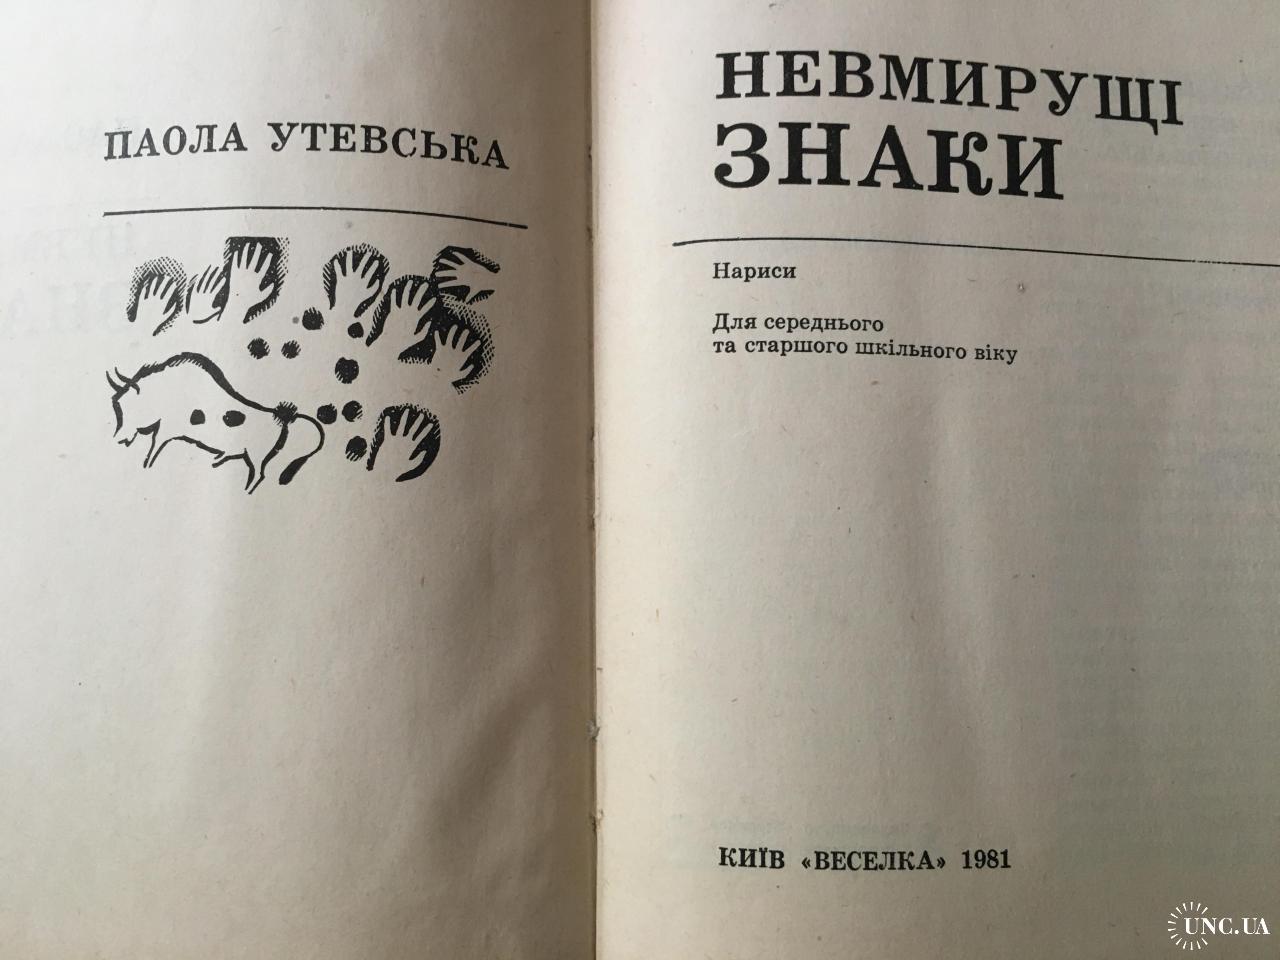 ПАОЛА УТЕВСЬКА
НЕВМИРУЩІ
ЗНАКИ
Нариси
Для середнього
та старшого шкільного віку
КИЇВ «ВЕСЕЛКА» 1981
UNC.UA